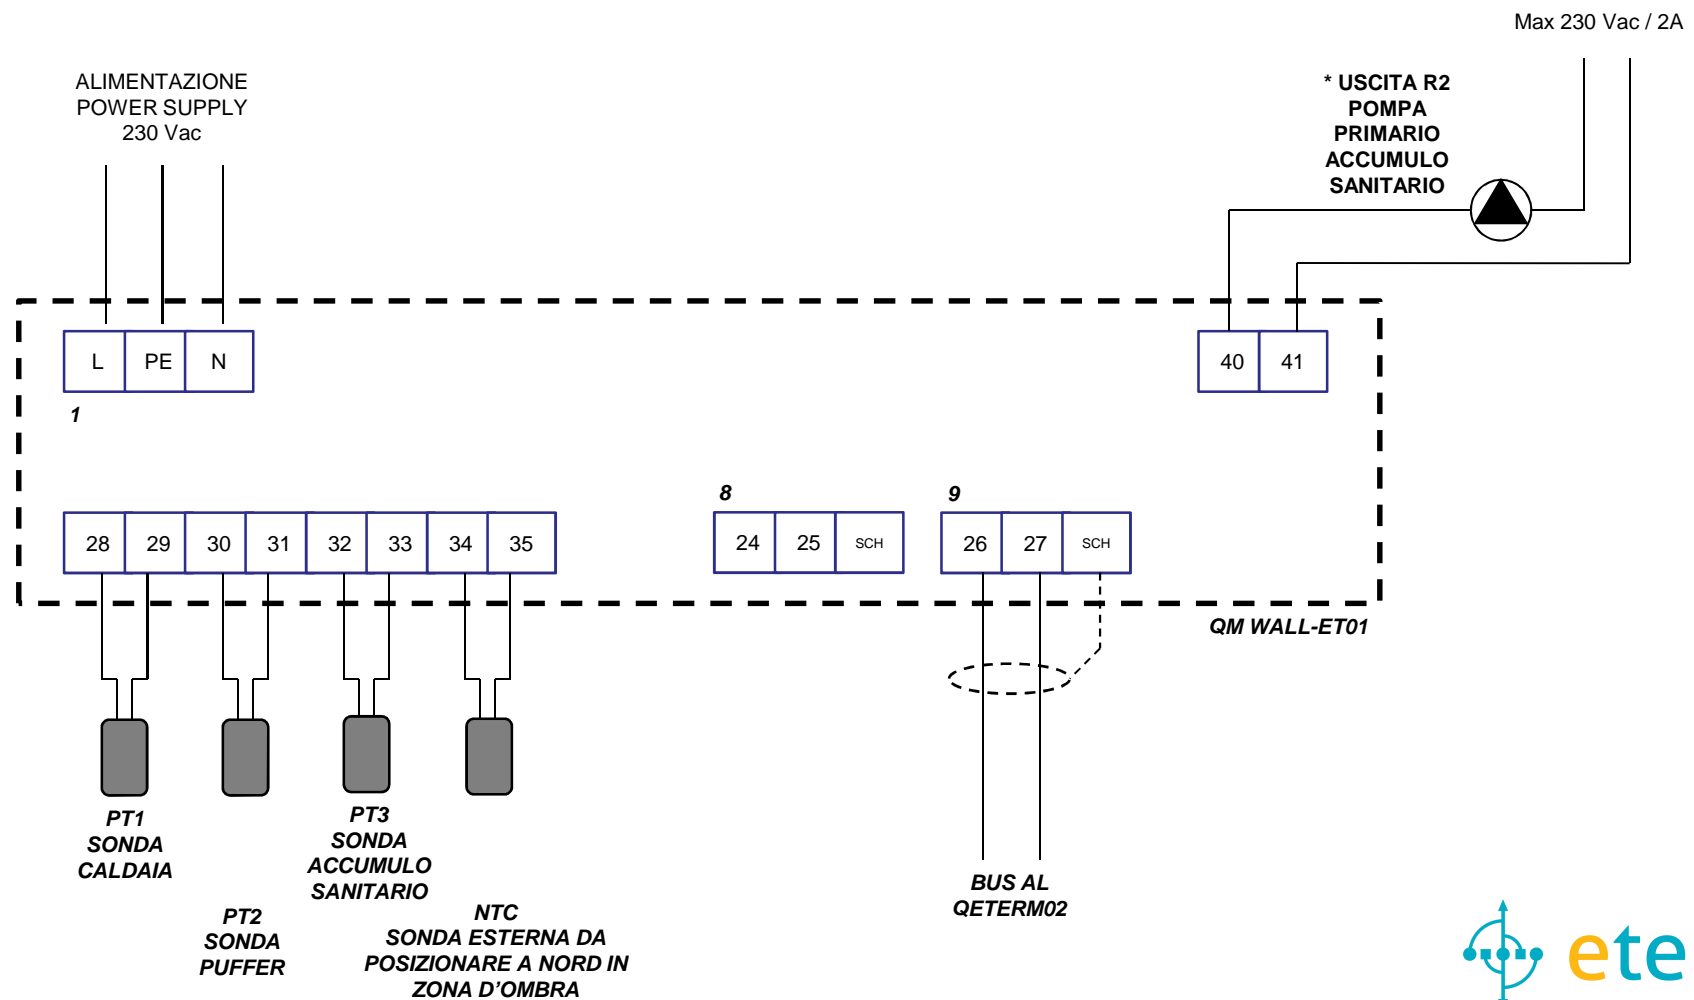 Max 230 Vac / 2A
ALIMENTAZIONE
POWER SUPPLY
230 Vac
* USCITA R2
POMPA
PRIMARIO
ACCUMULO
SANITARIO
L PE N
1
40 41
8
9
28 29 30 31 32 33 34 35
24 25 SCH
26 27 SCH
QM WALL-ET01
PT1
SONDA
CALDAIA
PT2
SONDA
PUFFER
PT3
SONDA
ACCUMULO
SANITARIO
NTC
SONDA ESTERNA DA
POSIZIONARE A NORD IN
ZONA D'OMBRA
BUS AL
QETERM02
ete